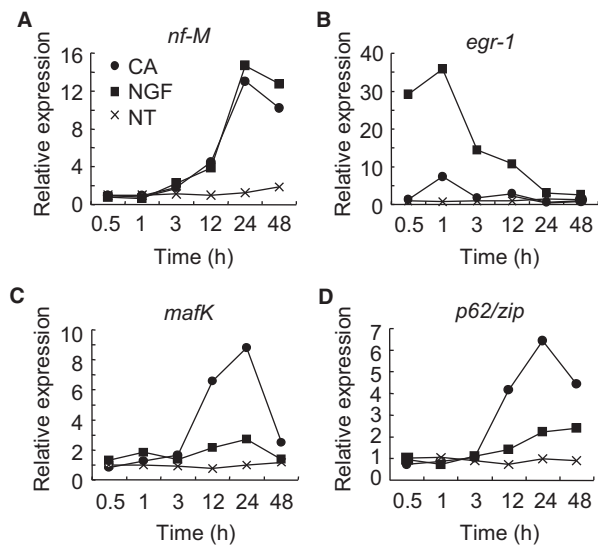 A
nf-M
Relative expression
16
12
8
4
0
CA
NGF
NT
0.5 1 3 12 24 48
Time (h)
B
egr-1
Relative expression
40
30
20
10
0
0.5 1 3 12 24 48
Time (h)
C
mafK
Relative expression
10
8
6
4
2
0
0.5 1 3 12 24 48
Time (h)
D
p62/zip
Relative expression
7
6
5
4
3
2
1
0
0.5 1 3 12 24 48
Time (h)